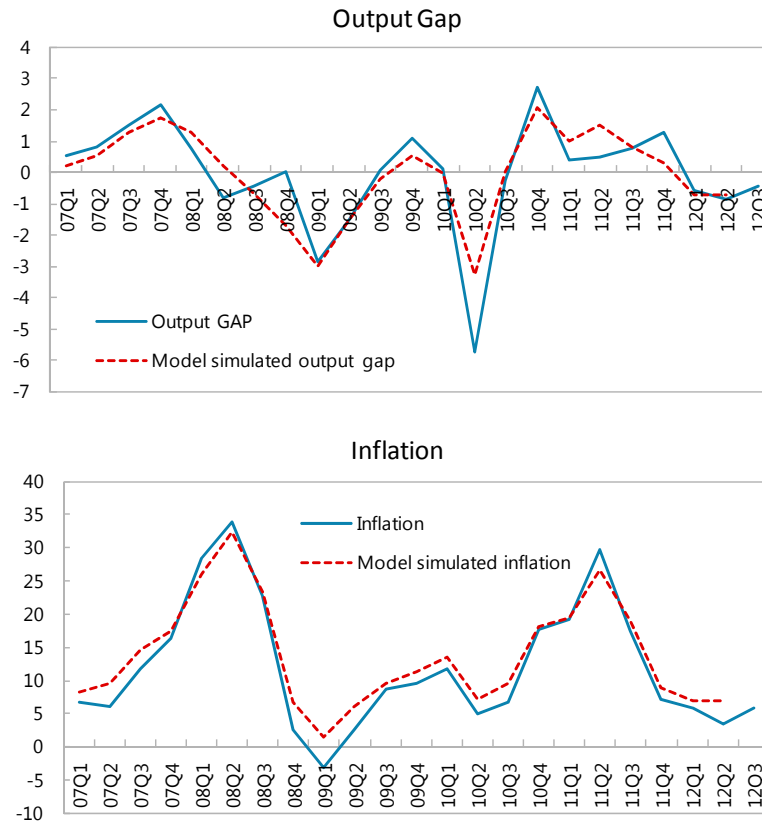 Output Gap
4
3
2
1
0
-1
-2
-3
-4
-5
-6
-7
07Q1 07Q2 07Q3 07Q4 08Q1 08Q2 08Q3 08Q4 09Q1 09Q2 09Q3 09Q4 10Q1 10Q2 10Q3 10Q4 11Q1 11Q2 11Q3 11Q4 12Q1 12Q2 12Q3
Output GAP
Model simulated output gap
Inflation
40
35
30
25
20
15
10
5
0
-5
-10
Inflation
Model simulated inflation
07Q1 07Q2 07Q3 07Q4 08Q1 08Q2 08Q3 08Q4 09Q1 09Q2 09Q3 09Q4 10Q1 10Q2 10Q3 10Q4 11Q1 11Q2 11Q3 11Q4 12Q1 12Q2 12Q3